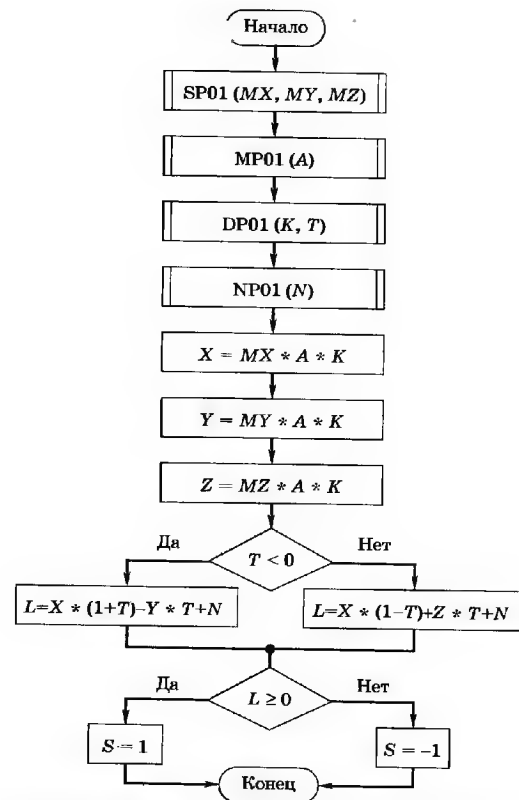 Начало
SP01 (MX, MY, MZ)
MP01 (A)
DP01 (K, T)
NP01 (N)
X = MX * A * K
Y = MY * A * K
Z = MZ * A * K
Да
T < 0
Нет
L=X * (1+T)–Y * T+N
L=X * (1–T)+Z * T+N
Да
L ≥ 0
Нет
S = 1
S = –1
Конец